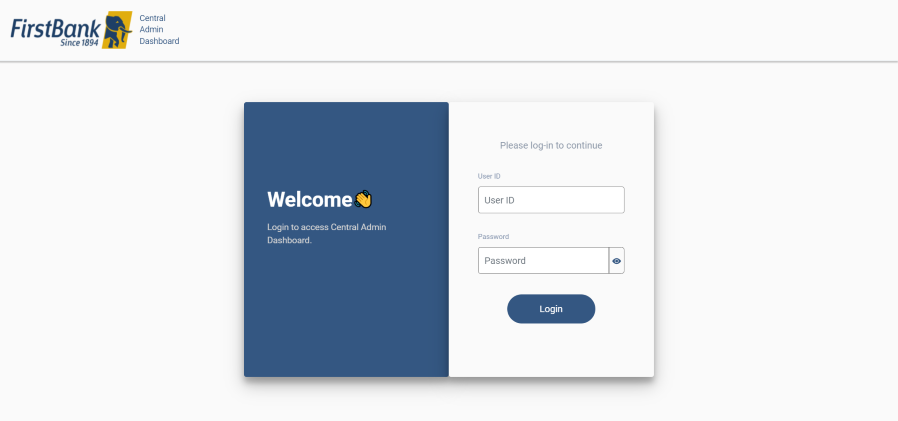 FirstBank
Since 1894
Central
Admin
Dashboard
Welcome
Login to access Central Admin
Dashboard.
Please log-in to continue
User ID
User ID
Password
Password
Login